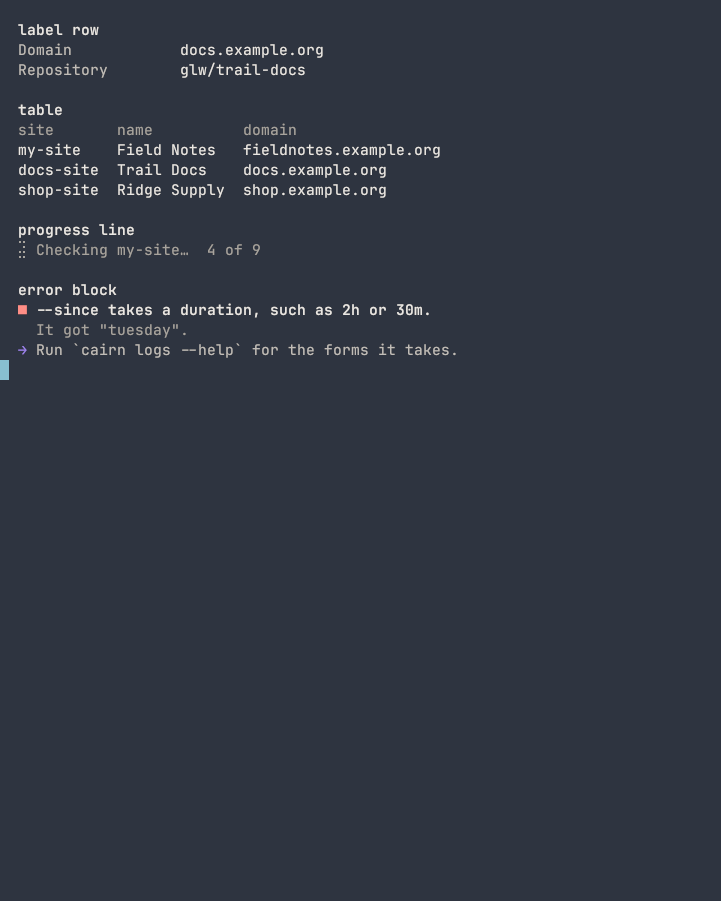 label row
Domain            docs.example.org
Repository        glw/trail-docs
table
site       name          domain
my-site    Field Notes   fieldnotes.example.org
docs-site  Trail Docs    docs.example.org
shop-site  Ridge Supply  shop.example.org
progress line
Checking my-site…  4 of 9
error block
■ --since takes a duration, such as 2h or 30m.
It got "tuesday".
→ Run `cairn logs --help` for the forms it takes.